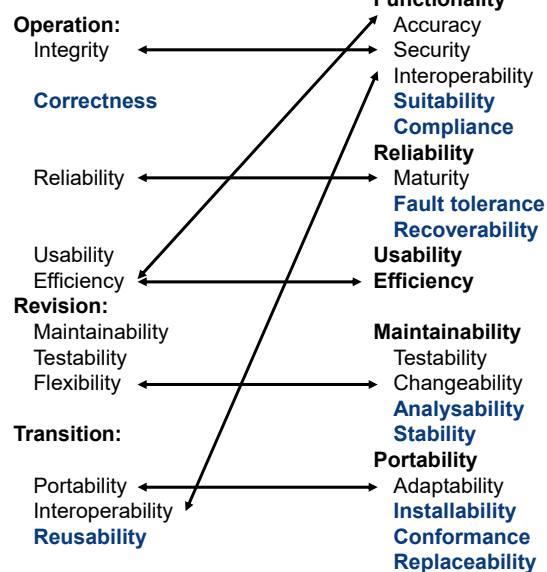 Functionality
Operation:
Integrity
Correctness
Reliability
Usability
Efficiency
Revision:
Maintainability
Testability
Flexibility
Transition:
Portability
Interoperability
Reusability
Accuracy
Security
Interoperability
Suitability
Compliance
Reliability
Maturity
Fault tolerance
Recoverability
Usability
Efficiency
Maintainability
Testability
Changeability
Analysability
Stability
Portability
Adaptability
Installability
Conformance
Replaceability